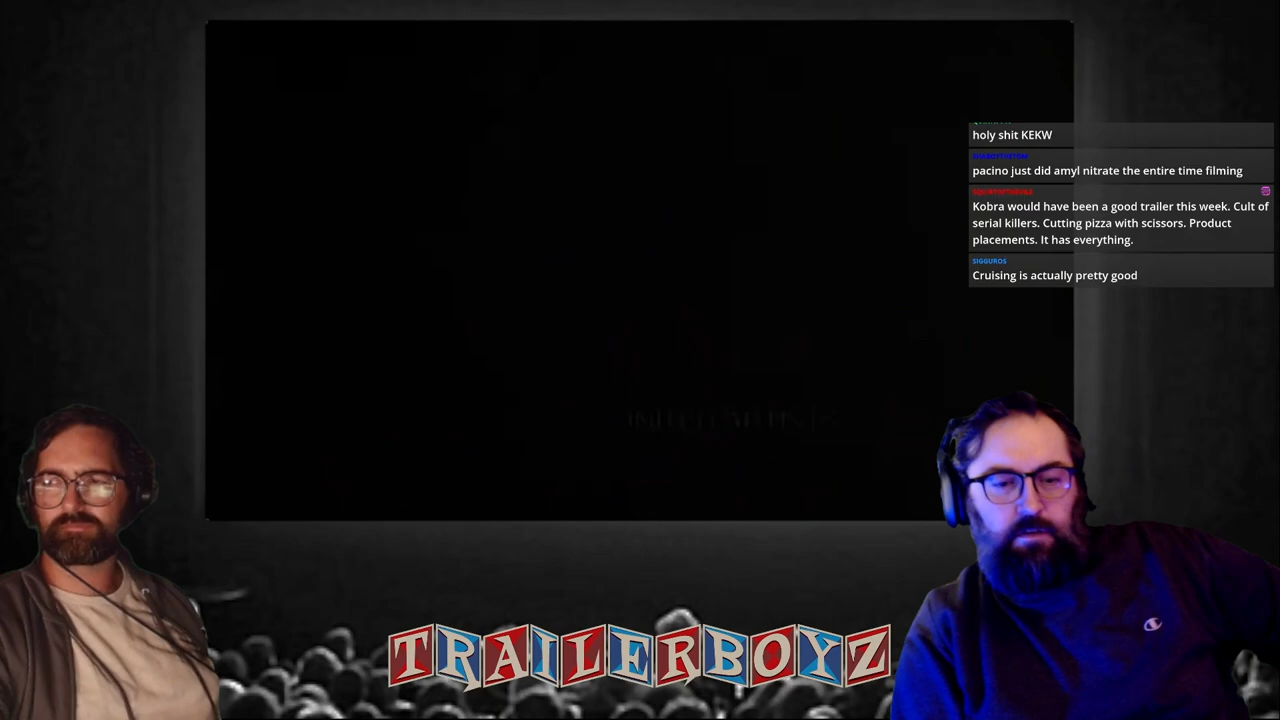 holy shit KEKW
pacino just did amyl nitrate the entire time filming
Kobra would have been a good trailer this week. Cult of
serial killers. Cutting pizza with scissors. Product
placements. It has everything.
SIGGUROS
Cruising is actually pretty good
TRAILERBOYZ